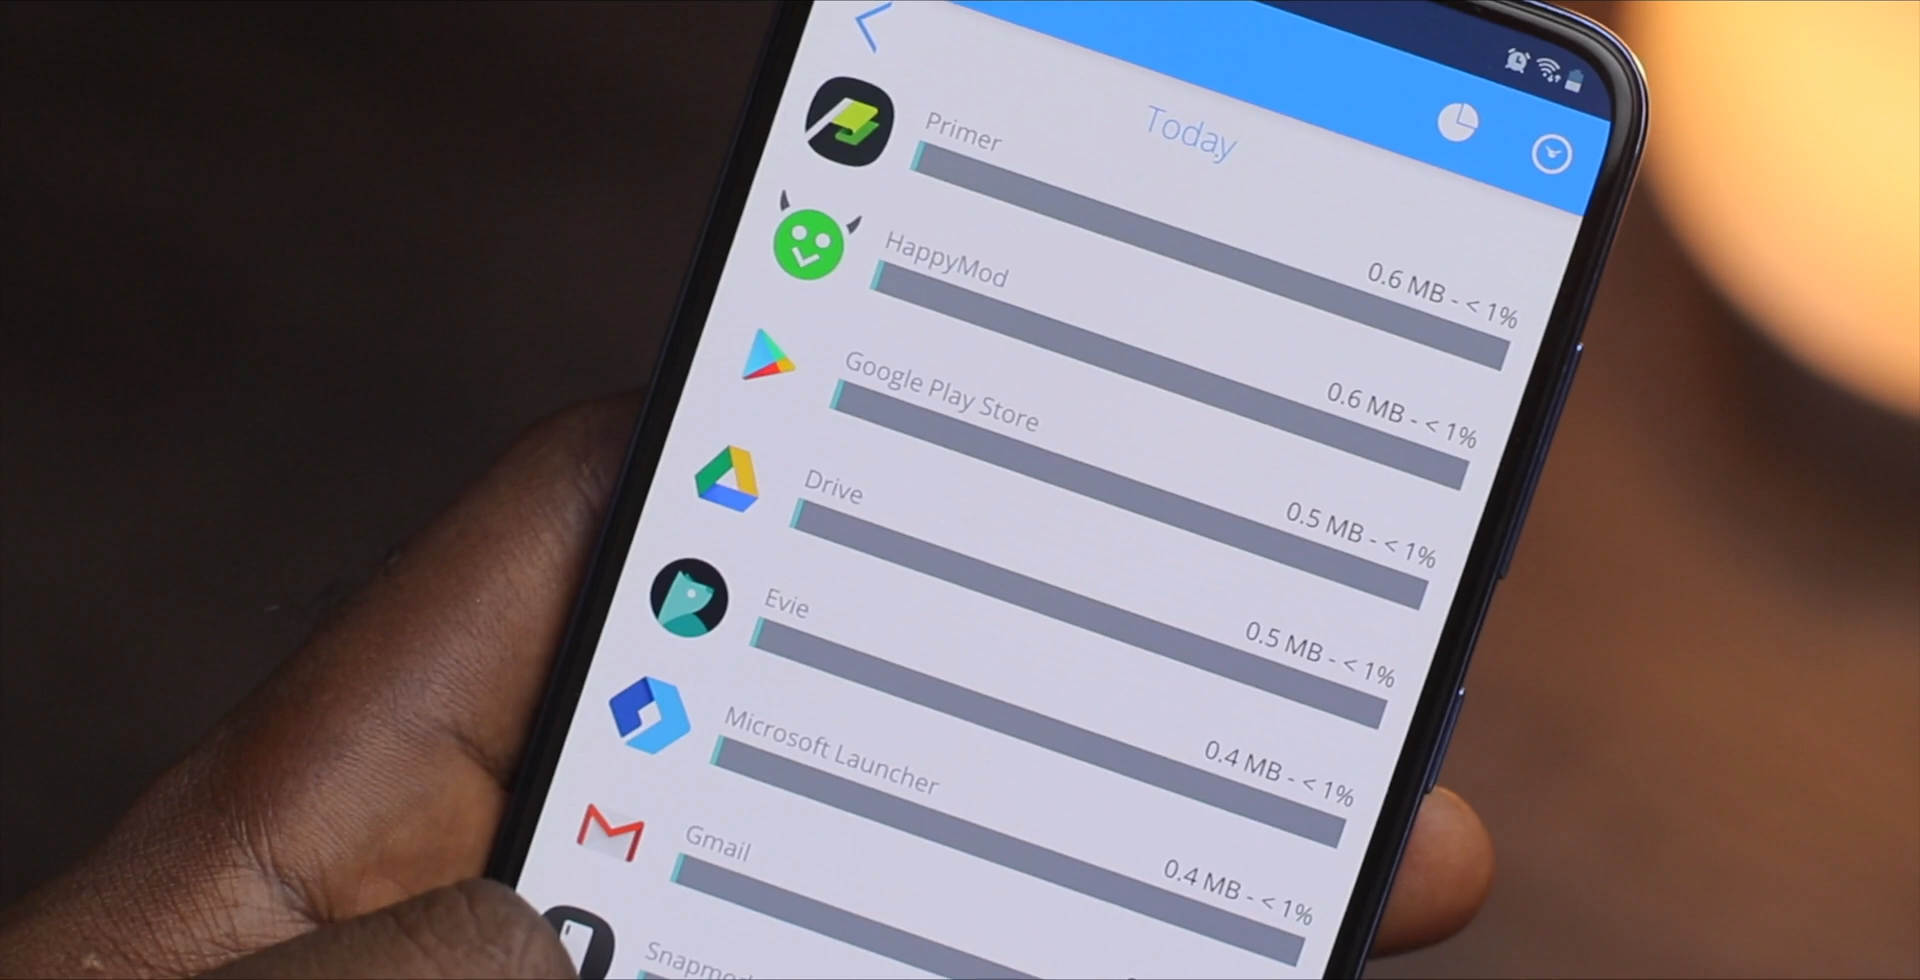 Today
Primer
0.6 MB - < 1%
HappyMod
0.6 MB - < 1%
Google Play Store
0.5 MB - < 1%
Drive
0.5 MB - < 1%
Evie
0.4 MB - < 1%
Microsoft Launcher
0.4 MB - < 1%
Gmail